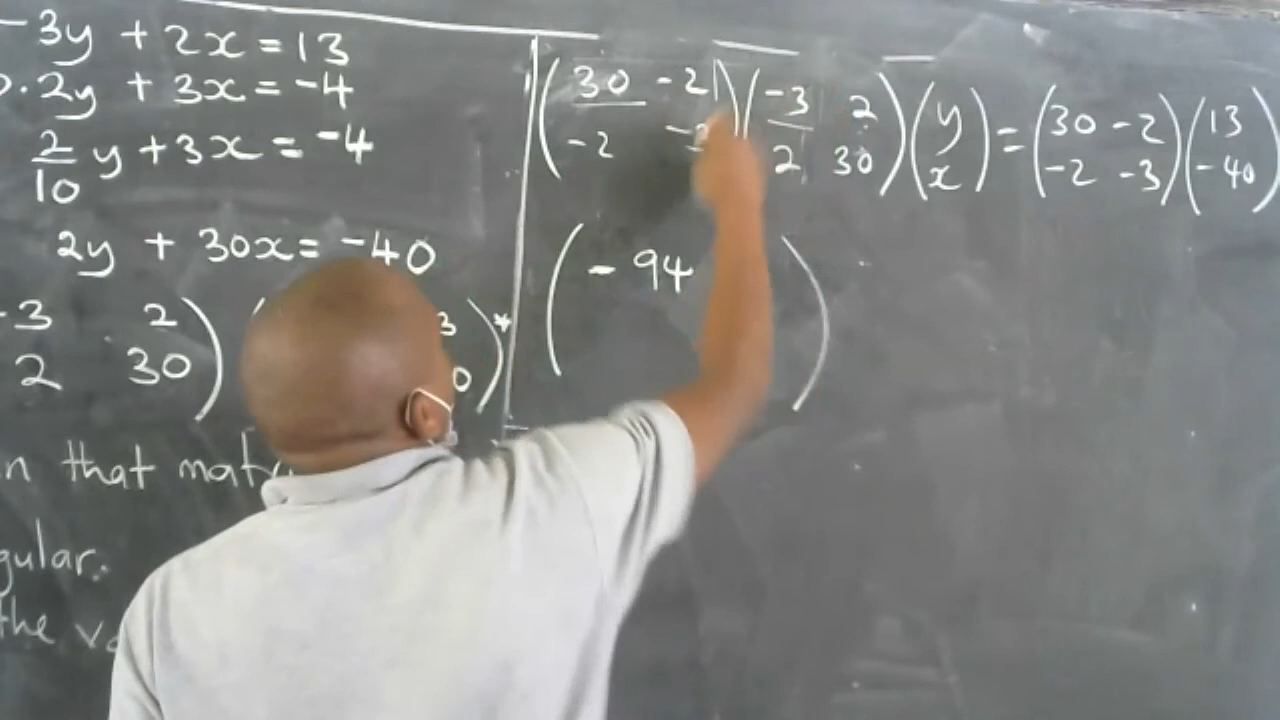 -3y + 2x = 13
0.2y + 3x = -4
2/10 y + 3x = -4
2y + 30x = -40
-3 2
2 30
3
0 *
n that mat
gular.
the va
(30 -2) (-3 2) (y) = (30 -2) (13)
(-2 -3) (2 30) (x) (-2 -3) (-40)
(-94 )